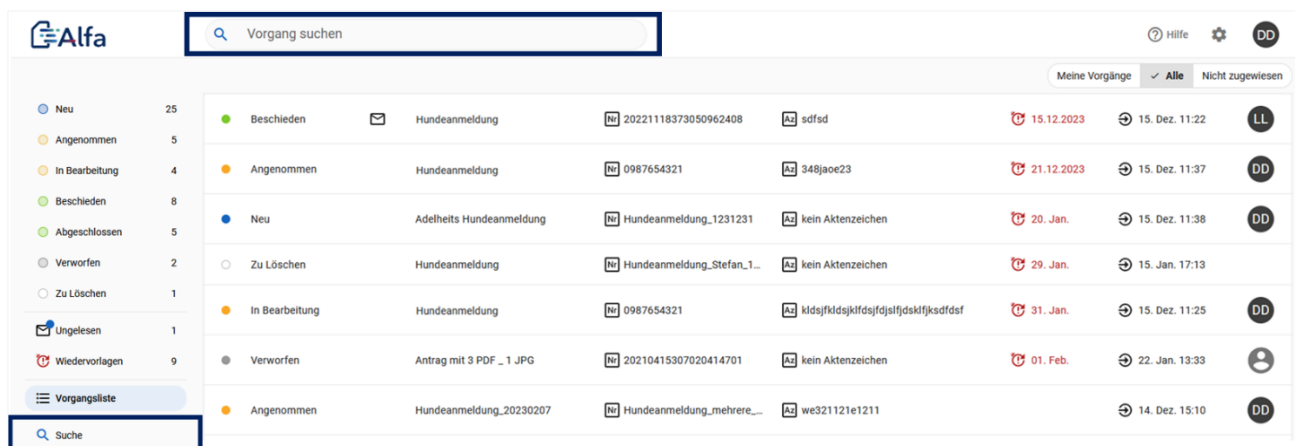 Alfa
Vorgang suchen
Hilfe
DD
Meine Vorgänge Alle Nicht zugewiesen
Neu 25
Angenommen 5
In Bearbeitung 4
Beschieden 8
Abgeschlossen 5
Verworfen 2
Zu Löschen 1
Ungelesen 1
Wiedervorlagen 9
Vorgangsliste
Suche
Beschieden Hundeanmeldung Nr 20221118373050962408 Az sdfsd 15.12.2023 15. Dez. 11:22 LL
Angenommen Hundeanmeldung Nr 0987654321 Az 348jaoe23 21.12.2023 15. Dez. 11:37 DD
Neu Adelheits Hundeanmeldung Nr Hundeanmeldung_1231231 Az kein Aktenzeichen 20. Jan. 15. Dez. 11:38 DD
Zu Löschen Hundeanmeldung Nr Hundeanmeldung_Stefan_1... Az kein Aktenzeichen 29. Jan. 15. Jan. 17:13
In Bearbeitung Hundeanmeldung Nr 0987654321 Az kldsjfkldsjklfdsjfdjslfjdsklfjksdfdsf 31. Jan. 15. Dez. 11:25 DD
Verworfen Antrag mit 3 PDF _ 1 JPG Nr 20210415307020414701 Az kein Aktenzeichen 01. Feb. 22. Jan. 13:33
Angenommen Hundeanmeldung_20230207 Nr Hundeanmeldung_mehrere_... Az we321121e1211 14. Dez. 15:10 DD